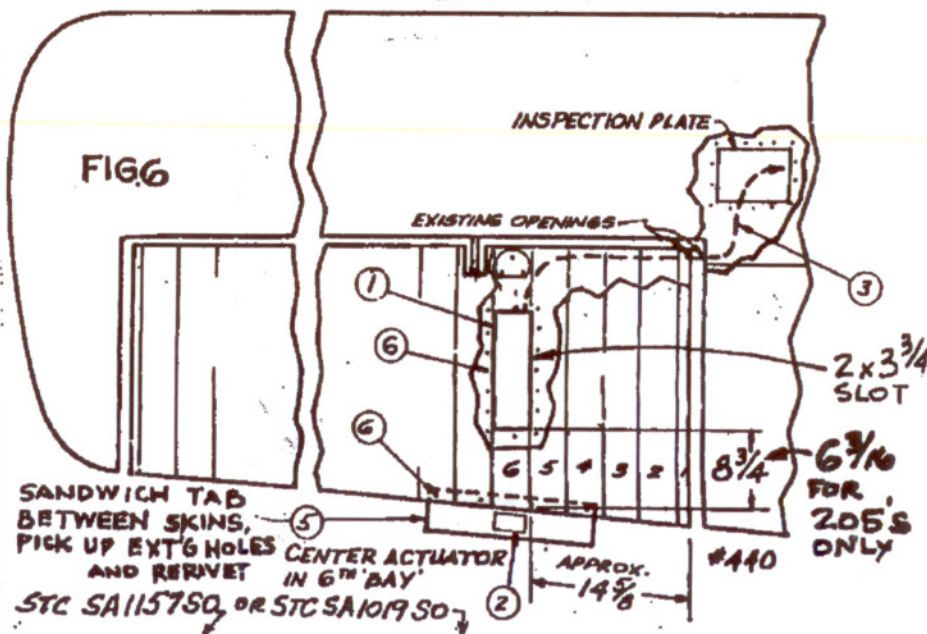 INSPECTION PLATE
FIG.6
EXISTING OPENINGS
1
3
6
2 x 3 3/4
SLOT
6
6 5 4 3 2 1
8 3/4
6 3/16
FOR
205'S
ONLY
SANDWICH TAB
BETWEEN SKINS,
PICK UP EXT'G HOLES
AND RERIVET
5
CENTER ACTUATOR
IN 6TH 'BAY'
2
APPROX.
14 5/8
#440
STC SA1157SO, OR STC SA1019SO